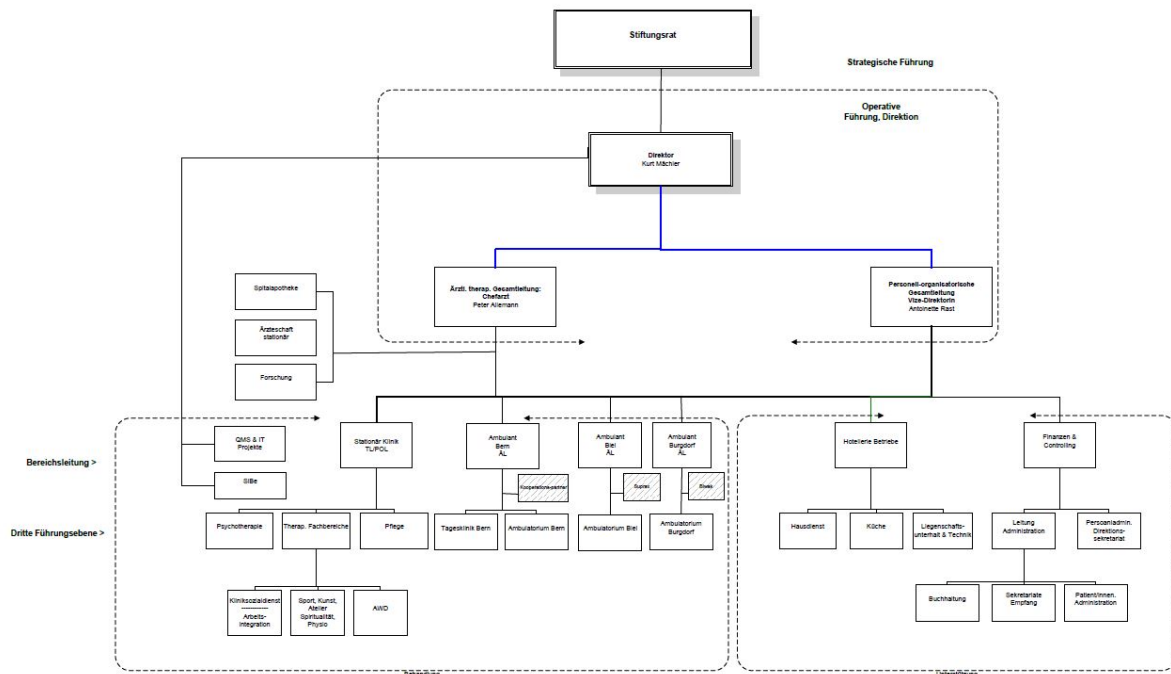 Stiftungsrat
Strategische Führung
Operative
Führung, Direktion
Direktor
Kurt Mächler
Ärztl. therap. Gesamtleitung:
Chefarzt
Peter Allemann
Personell-organisatorische
Gesamtleitung
Vize-Direktorin
Antoinette Rast
Spitalapotheke
Ärzteschaft
stationär
Forschung
Bereichsleitung >
QMS & IT
Projekte
SiBe
Stationär Klinik
TL/POL
Ambulant
Bern
ÄL
Ambulant
Biel
ÄL
Ambulant
Burgdorf
ÄL
Hotellerie Betriebe
Finanzen &
Controlling
Kooperations-partner
Dritte Führungsebene >
Psychotherapie
Therap. Fachbereiche
Pflege
Tagesklinik Bern
Ambulatorium Bern
Ambulatorium Biel
Ambulatorium
Burgdorf
Hausdienst
Küche
Liegenschafts-
unterhalt & Technik
Leitung
Administration
Personaladmin.
Direktions-
sekretariat
Kliniksozialdienst
-------------
Arbeits-
integration
Sport, Kunst,
Atelier
Spiritualität,
Physio
AWD
Buchhaltung
Sekretariate
Empfang
Patient/innen.
Administration